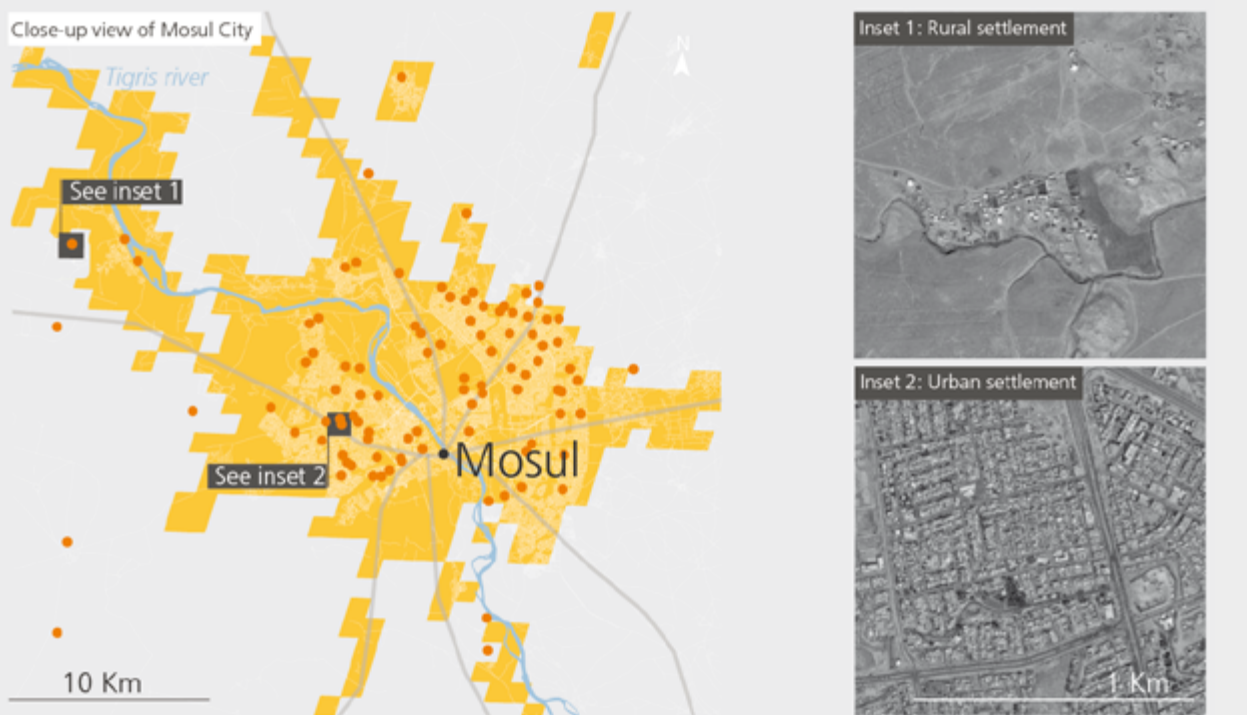 Close-up view of Mosul City
Tigris river
N
See inset 1
See inset 2
Mosul
10 Km
Inset 1: Rural settlement
Inset 2: Urban settlement
1 Km